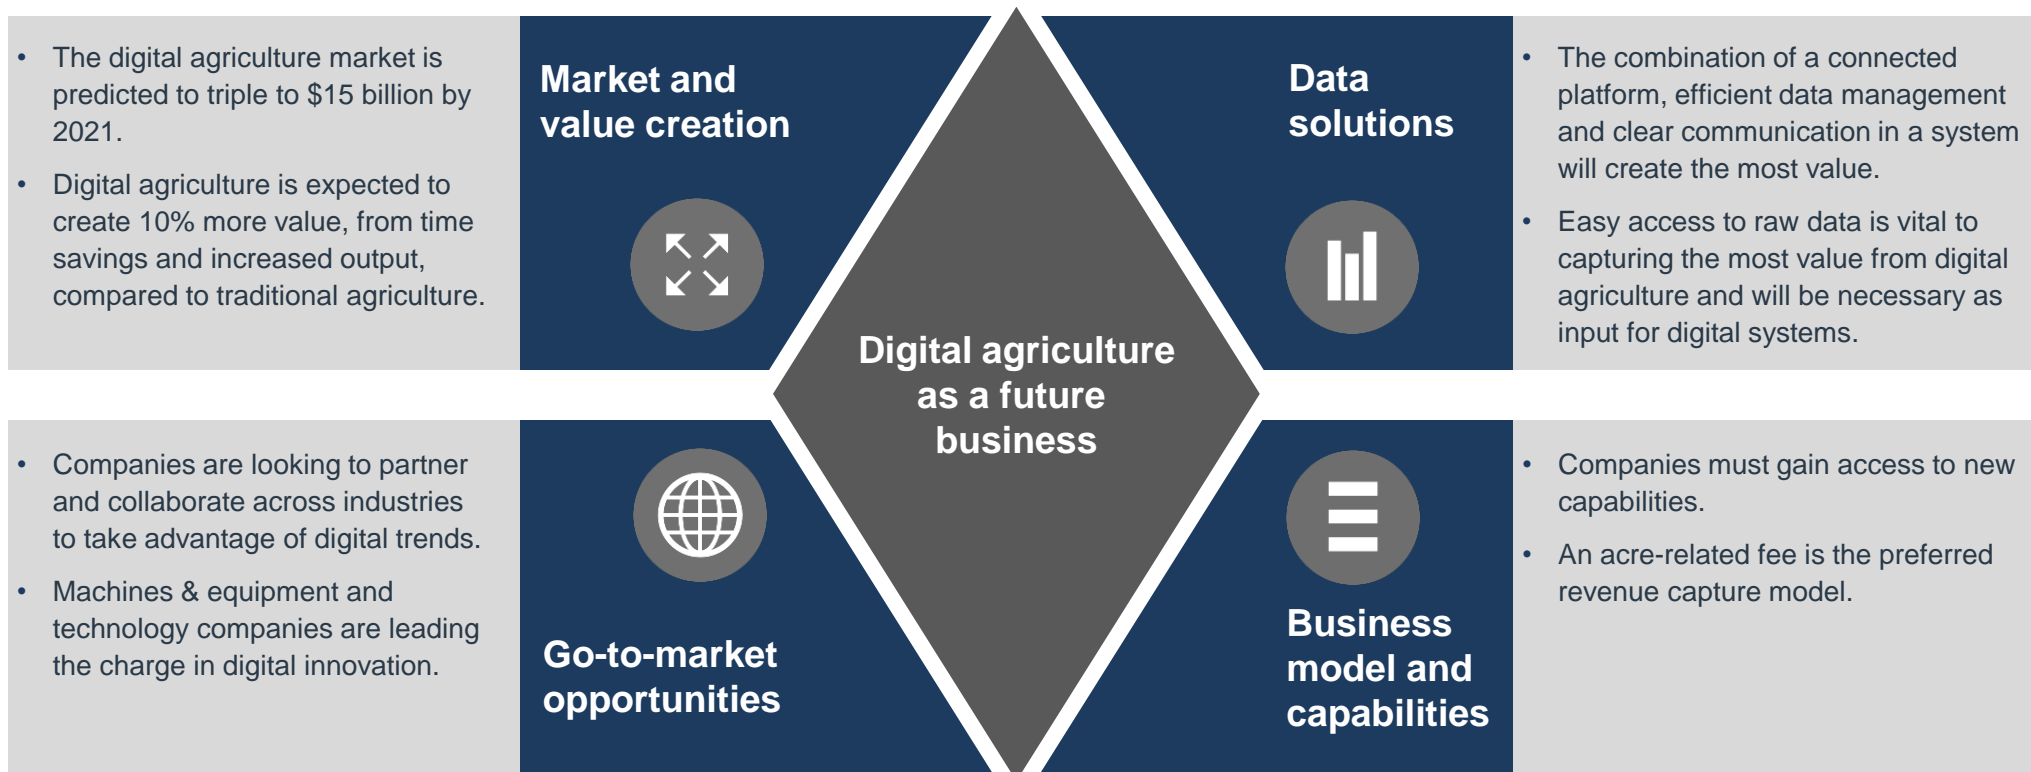 • The digital agriculture market is
predicted to triple to $15 billion by
2021.
• Digital agriculture is expected to
create 10% more value, from time
savings and increased output,
compared to traditional agriculture.
Market and
value creation
Data
solutions
• The combination of a connected
platform, efficient data management
and clear communication in a system
will create the most value.
• Easy access to raw data is vital to
capturing the most value from digital
agriculture and will be necessary as
input for digital systems.
Digital agriculture
as a future
business
• Companies are looking to partner
and collaborate across industries
to take advantage of digital trends.
• Machines & equipment and
technology companies are leading
the charge in digital innovation.
Go-to-market
opportunities
Business
model and
capabilities
• Companies must gain access to new
capabilities.
• An acre-related fee is the preferred
revenue capture model.